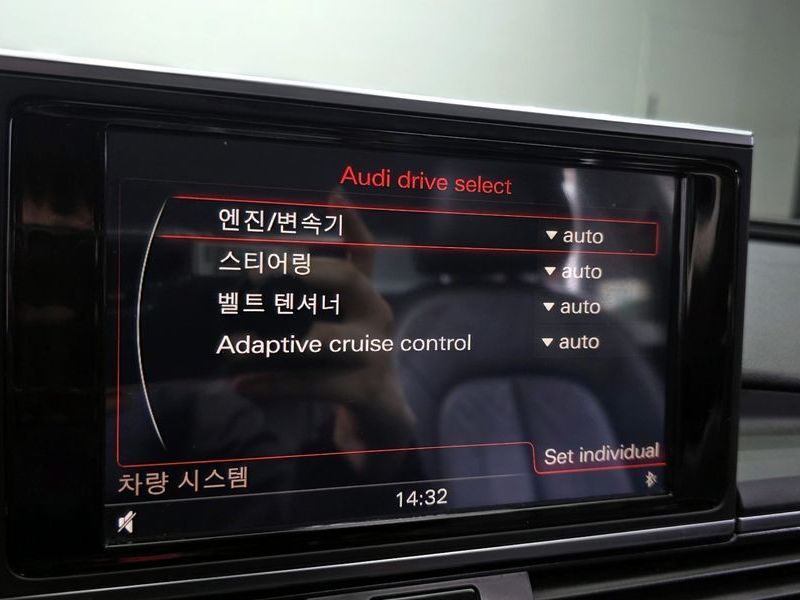 Audi drive select
엔진/변속기 ▼ auto
스티어링 ▼ auto
벨트 텐셔너 ▼ auto
Adaptive cruise control ▼ auto
Set individual
차량 시스템
14:32